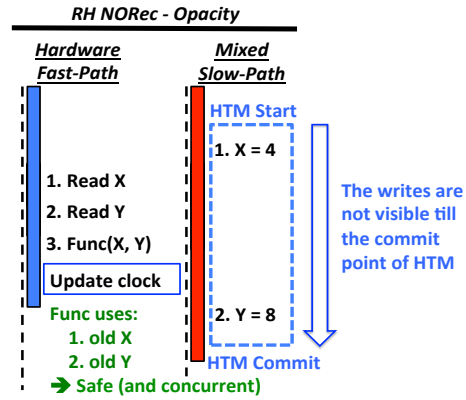 RH NORec - Opacity
Hardware
Fast-Path
1. Read X
2. Read Y
3. Func(X, Y)
Update clock
Func uses:
1. old X
2. old Y
➔ Safe (and concurrent)
Mixed
Slow-Path
HTM Start
1. X = 4
2. Y = 8
HTM Commit
The writes are
not visible till
the commit
point of HTM